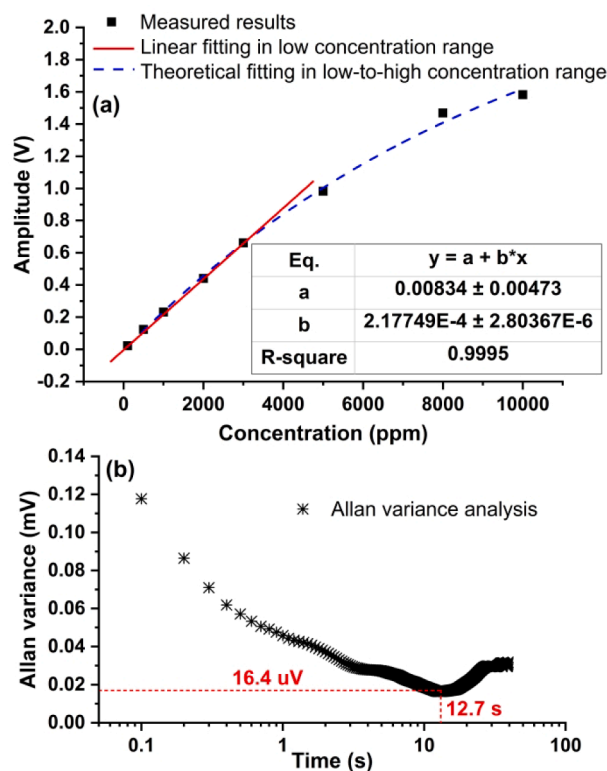 Measured results
Linear fitting in low concentration range
Theoretical fitting in low-to-high concentration range
(a)
Amplitude (V)
2.0
1.8
1.6
1.4
1.2
1.0
0.8
0.6
0.4
0.2
0.0
-0.2
Eq. y = a + b*x
a 0.00834 ± 0.00473
b 2.17749E-4 ± 2.80367E-6
R-square 0.9995
0 2000 4000 6000 8000 10000
Concentration (ppm)
(b)
Allan variance analysis
Allan variance (mV)
0.14
0.12
0.10
0.08
0.06
0.04
0.02
0.00
16.4 uV
12.7 s
0.1 1 10 100
Time (s)